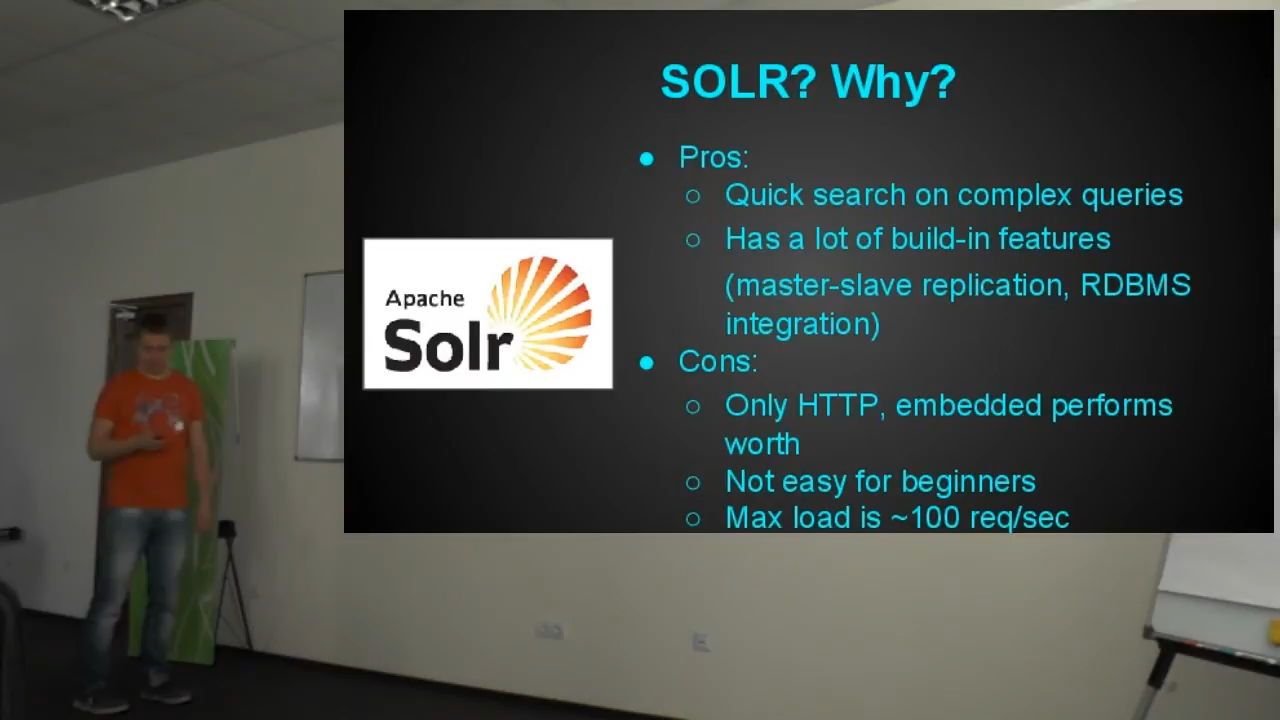 SOLR? Why?
● Pros:
○ Quick search on complex queries
○ Has a lot of build-in features
(master-slave replication, RDBMS
integration)
● Cons:
○ Only HTTP, embedded performs
worth
○ Not easy for beginners
○ Max load is ~100 req/sec
Apache
Solr